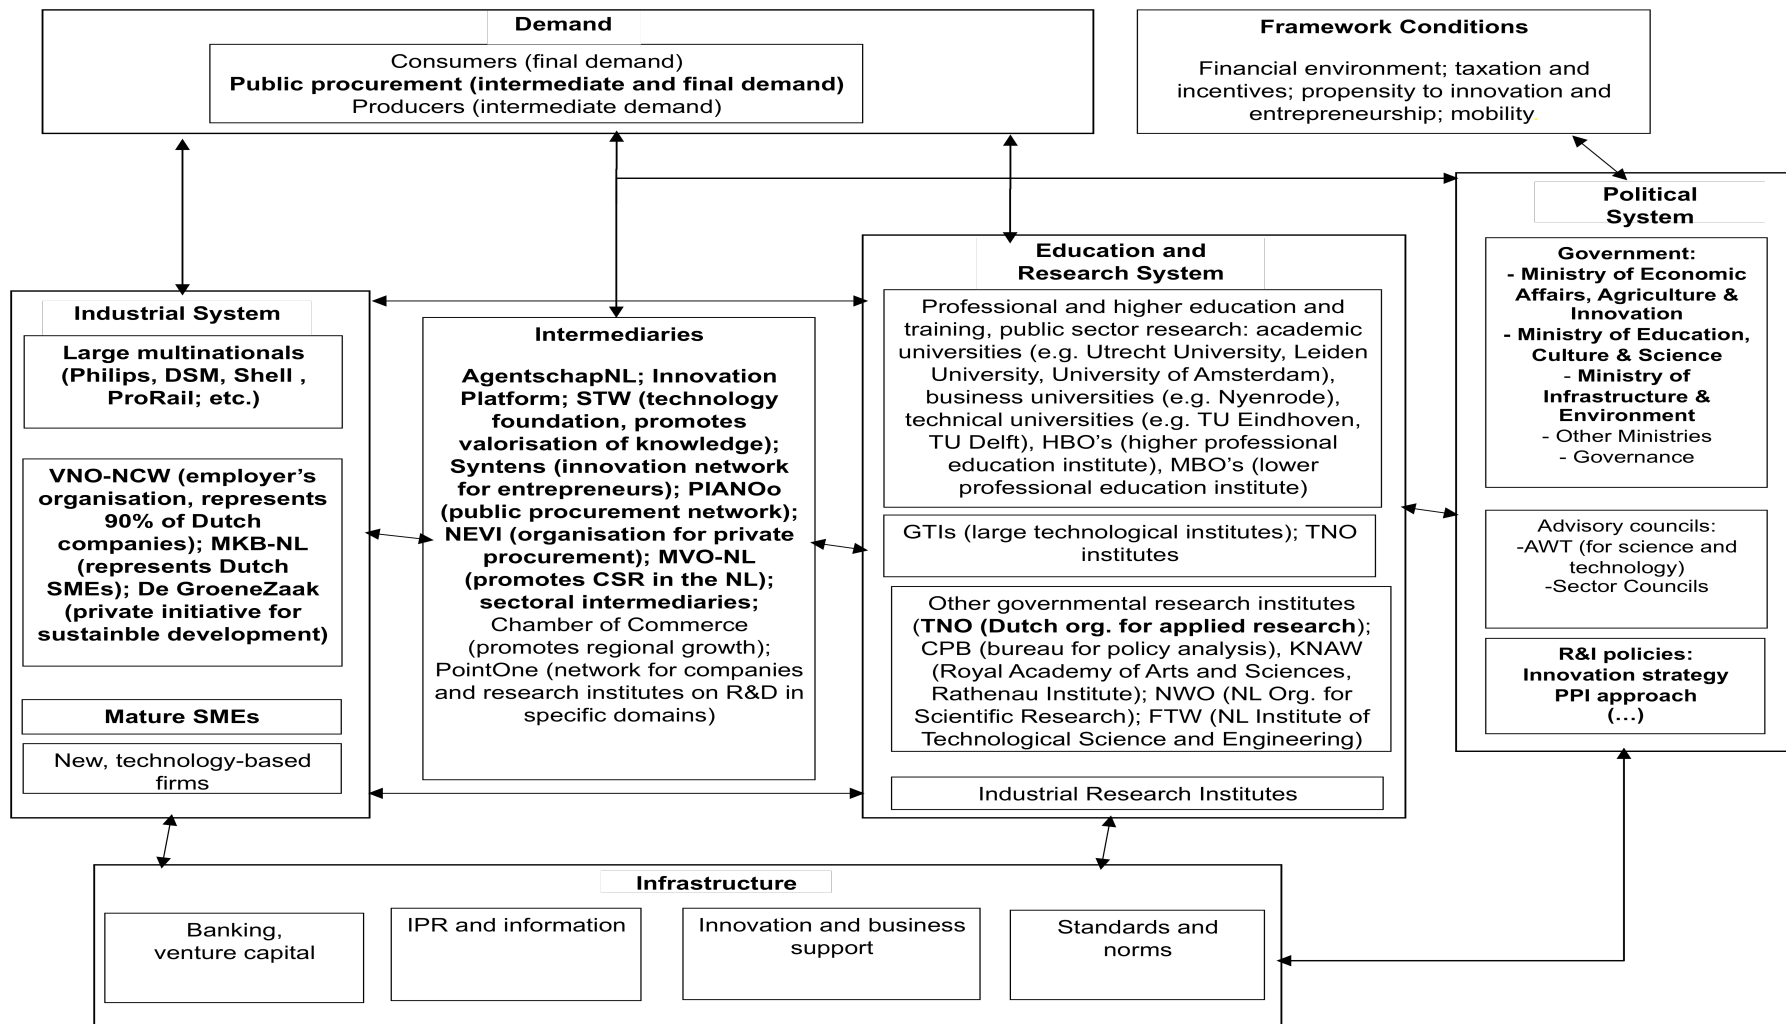 Demand
Consumers (final demand)
Public procurement (intermediate and final demand)
Producers (intermediate demand)
Framework Conditions
Financial environment; taxation and
incentives; propensity to innovation and
entrepreneurship; mobility
Political
System
Government:
- Ministry of Economic
Affairs, Agriculture &
Innovation
- Ministry of Education,
Culture & Science
- Ministry of
Infrastructure &
Environment
- Other Ministries
- Governance
Advisory councils:
-AWT (for science and
technology)
-Sector Councils
R&I policies:
Innovation strategy
PPI approach
(...)
Education and
Research System
Professional and higher education and
training, public sector research: academic
universities (e.g. Utrecht University, Leiden
University, University of Amsterdam),
business universities (e.g. Nyenrode),
technical universities (e.g. TU Eindhoven,
TU Delft), HBO’s (higher professional
education institute), MBO’s (lower
professional education institute)
GTIs (large technological institutes); TNO
institutes
Other governmental research institutes
(TNO (Dutch org. for applied research);
CPB (bureau for policy analysis), KNAW
(Royal Academy of Arts and Sciences,
Rathenau Institute); NWO (NL Org. for
Scientific Research); FTW (NL Institute of
Technological Science and Engineering)
Industrial Research Institutes
Industrial System
Large multinationals
(Philips, DSM, Shell ,
ProRail; etc.)
VNO-NCW (employer’s
organisation, represents
90% of Dutch
companies); MKB-NL
(represents Dutch
SMEs); De GroeneZaak
(private initiative for
sustainble development)
Mature SMEs
New, technology-based
firms
Intermediaries
AgentschapNL; Innovation
Platform; STW (technology
foundation, promotes
valorisation of knowledge);
Syntens (innovation network
for entrepreneurs); PIANOo
(public procurement network);
NEVI (organisation for private
procurement); MVO-NL
(promotes CSR in the NL);
sectoral intermediaries;
Chamber of Commerce
(promotes regional growth);
PointOne (network for companies
and research institutes on R&D in
specific domains)
Infrastructure
Banking,
venture capital
IPR and information
Innovation and business
support
Standards and
norms